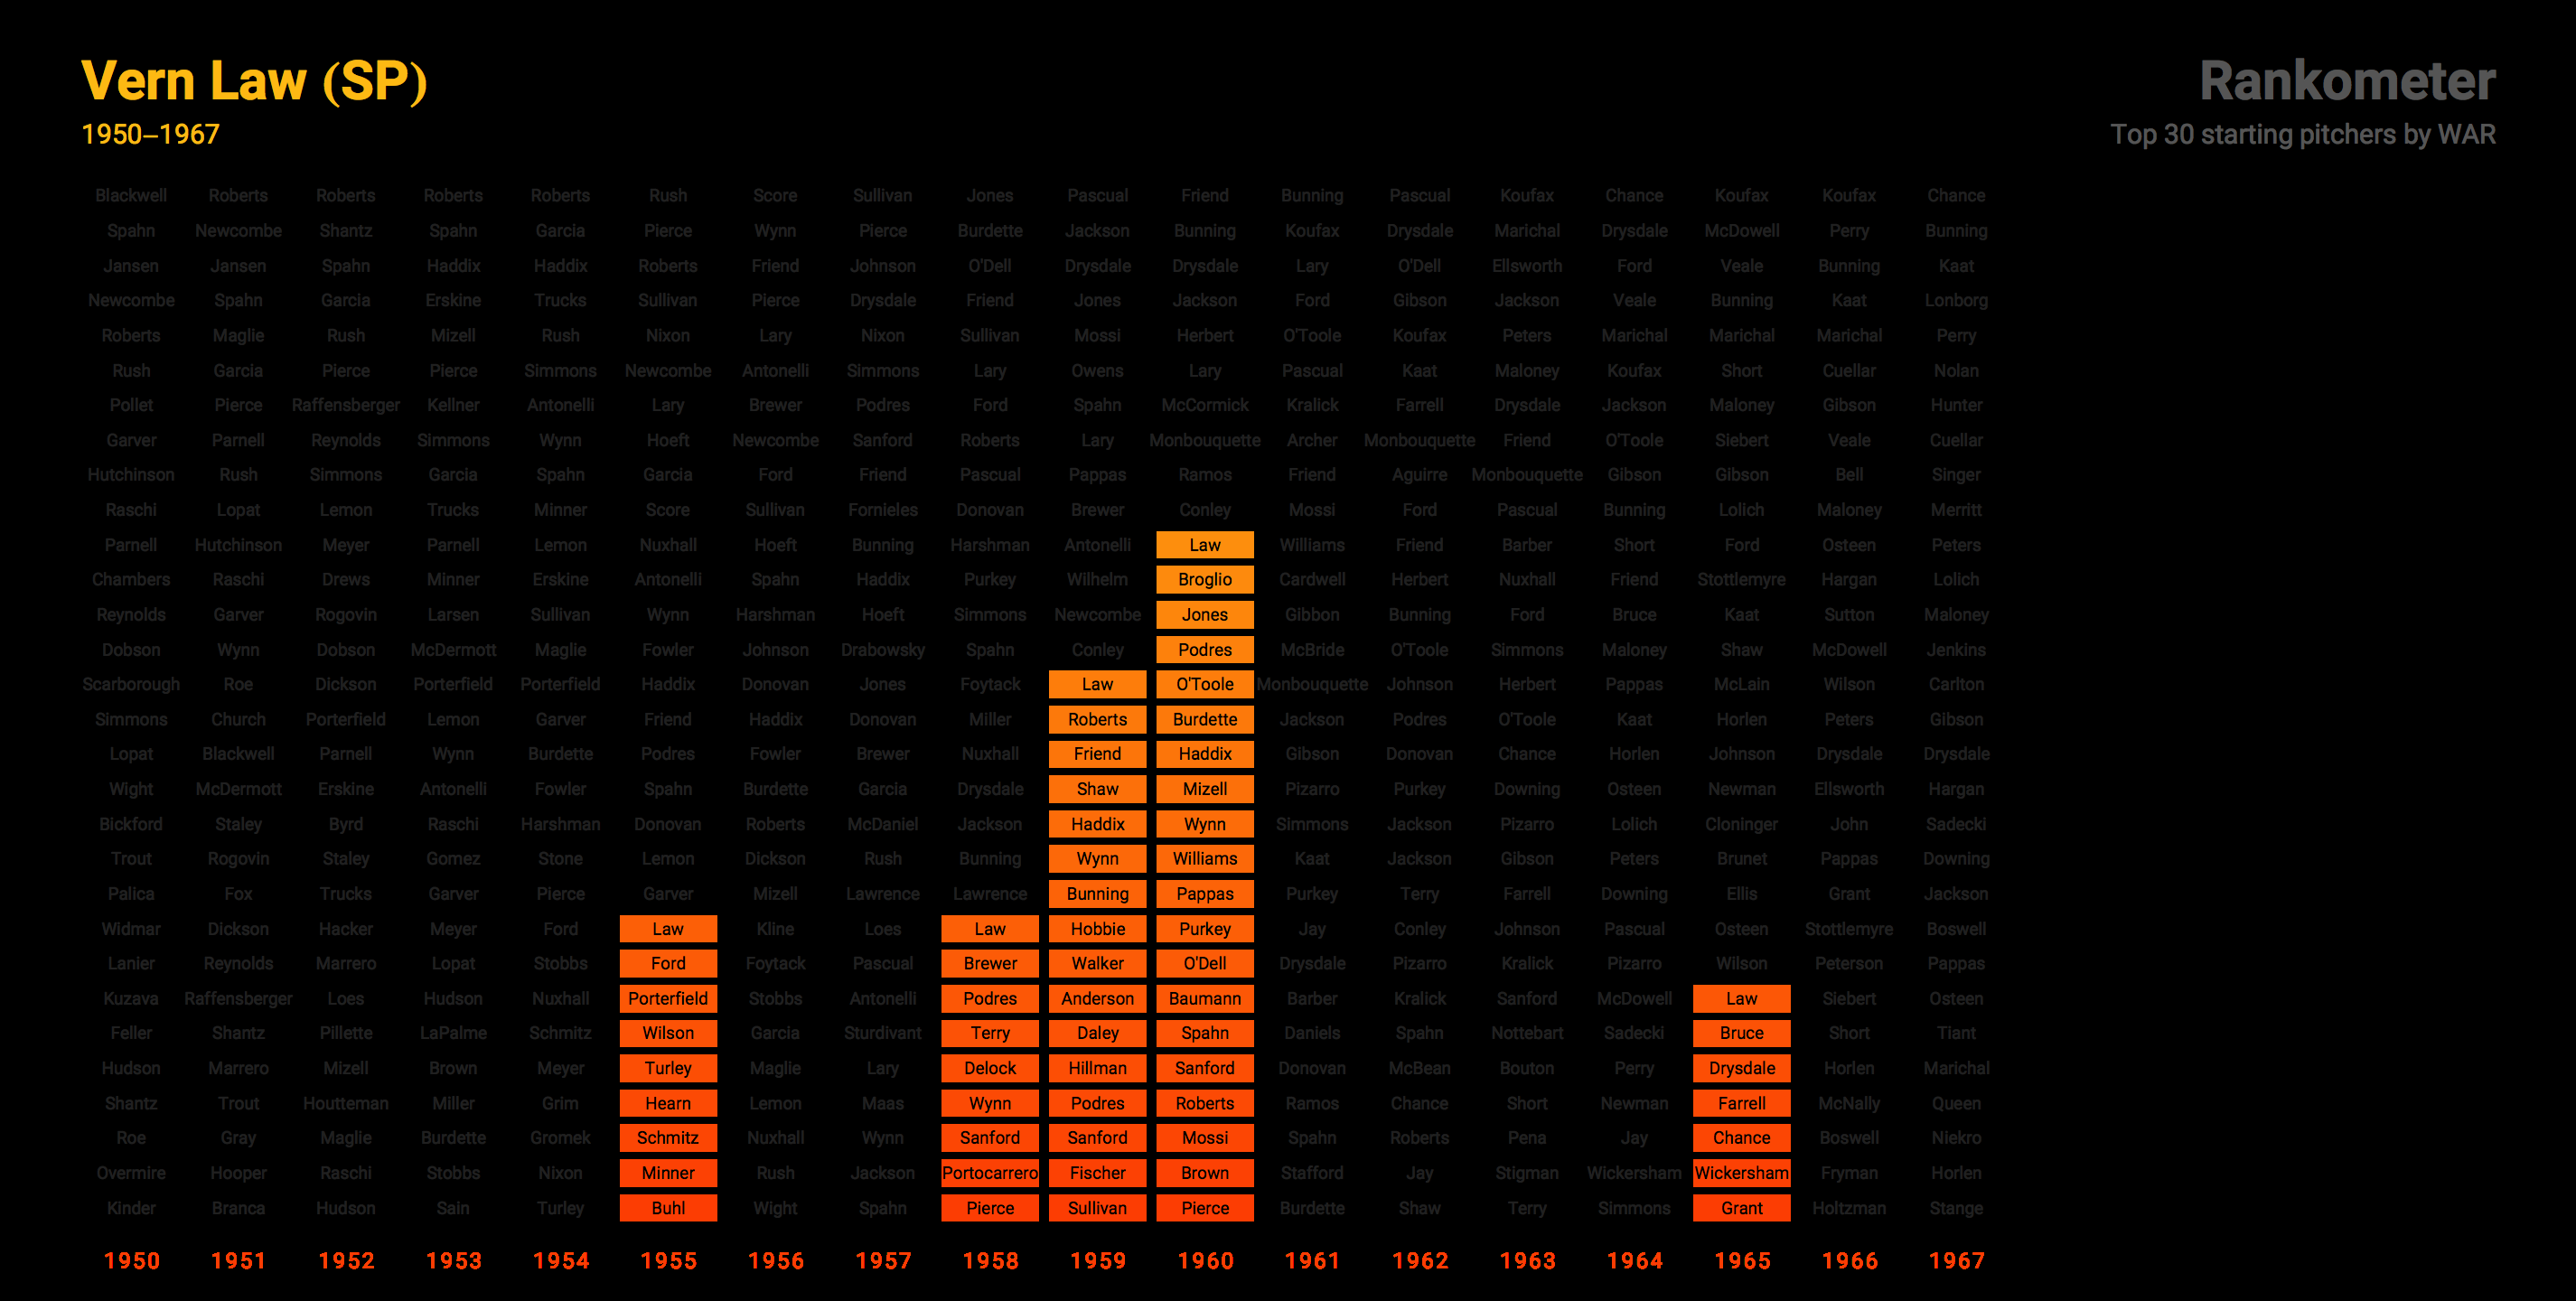 Vern Law (SP)
1950–1967
Rankometer
Top 30 starting pitchers by WAR
Blackwell Roberts Roberts Roberts Roberts Rush Score Sullivan Jones Pascual Friend Bunning Pascual Koufax Chance Koufax Koufax Chance
Spahn Newcombe Shantz Spahn Garcia Pierce Wynn Pierce Burdette Jackson Bunning Koufax Drysdale Marichal Drysdale McDowell Perry Bunning
Jansen Jansen Spahn Haddix Haddix Roberts Friend Johnson O'Dell Drysdale Drysdale Lary O'Dell Ellsworth Ford Veale Bunning Kaat
Newcombe Spahn Garcia Erskine Trucks Sullivan Pierce Drysdale Friend Jones Jackson Ford Gibson Jackson Veale Bunning Kaat Lonborg
Roberts Maglie Rush Mizell Rush Nixon Lary Nixon Sullivan Mossi Herbert O'Toole Koufax Peters Marichal Marichal Marichal Perry
Rush Garcia Pierce Pierce Simmons Newcombe Antonelli Simmons Lary Owens Lary Pascual Kaat Maloney Koufax Short Cuellar Nolan
Pollet Pierce Raffensberger Kellner Antonelli Lary Brewer Podres Ford Spahn McCormick Kralick Farrell Drysdale Jackson Maloney Gibson Hunter
Garver Parnell Reynolds Simmons Wynn Hoeft Newcombe Sanford Roberts Lary Monbouquette Archer Monbouquette Friend O'Toole Siebert Veale Cuellar
Hutchinson Rush Simmons Garcia Spahn Garcia Ford Friend Pascual Pappas Ramos Friend Aguirre Monbouquette Gibson Gibson Bell Singer
Raschi Lopat Lemon Trucks Minner Score Sullivan Fornieles Donovan Brewer Conley Mossi Ford Pascual Bunning Lolich Maloney Merritt
Parnell Hutchinson Meyer Parnell Lemon Nuxhall Hoeft Bunning Harshman Antonelli Law Williams Friend Barber Short Ford Osteen Peters
Chambers Raschi Drews Minner Erskine Antonelli Spahn Haddix Purkey Wilhelm Broglio Cardwell Herbert Nuxhall Friend Stottlemyre Hargan Lolich
Reynolds Garver Rogovin Larsen Sullivan Wynn Harshman Hoeft Simmons Newcombe Jones Gibbon Bunning Ford Bruce Kaat Sutton Maloney
Dobson Wynn Dobson McDermott Maglie Fowler Johnson Drabowsky Spahn Conley Podres McBride O'Toole Simmons Maloney Shaw McDowell Jenkins
Scarborough Roe Dickson Porterfield Porterfield Haddix Donovan Jones Foytack Law O'Toole Monbouquette Johnson Herbert Pappas McLain Wilson Carlton
Simmons Church Porterfield Lemon Garver Friend Haddix Donovan Miller Roberts Burdette Jackson Podres O'Toole Kaat Horlen Peters Gibson
Lopat Blackwell Parnell Wynn Burdette Podres Fowler Brewer Nuxhall Friend Haddix Gibson Donovan Chance Horlen Johnson Drysdale Drysdale
Wight McDermott Erskine Antonelli Fowler Spahn Burdette Garcia Drysdale Shaw Mizell Pizarro Purkey Downing Osteen Newman Ellsworth Hargan
Bickford Staley Byrd Raschi Harshman Donovan Roberts McDaniel Jackson Haddix Wynn Simmons Jackson Pizarro Lolich Cloninger John Sadecki
Trout Rogovin Staley Gomez Stone Lemon Dickson Rush Bunning Wynn Williams Kaat Jackson Gibson Peters Brunet Pappas Downing
Palica Fox Trucks Garver Pierce Garver Mizell Lawrence Lawrence Bunning Pappas Purkey Terry Farrell Downing Ellis Grant Jackson
Widmar Dickson Hacker Meyer Ford Law Kline Loes Law Hobbie Purkey Jay Conley Johnson Pascual Osteen Stottlemyre Boswell
Lanier Reynolds Marrero Lopat Stobbs Ford Foytack Pascual Brewer Walker O'Dell Drysdale Pizarro Kralick Pizarro Wilson Peterson Pappas
Kuzava Raffensberger Loes Hudson Nuxhall Porterfield Stobbs Antonelli Podres Anderson Baumann Barber Kralick Sanford McDowell Law Siebert Osteen
Feller Shantz Pillette LaPalme Schmitz Wilson Garcia Sturdivant Terry Daley Spahn Daniels Spahn Nottebart Sadecki Bruce Short Tiant
Hudson Marrero Mizell Brown Meyer Turley Maglie Lary Delock Hillman Sanford Donovan McBean Bouton Perry Drysdale Horlen Marichal
Shantz Trout Houtteman Miller Grim Hearn Lemon Maas Wynn Podres Roberts Ramos Chance Short Newman Farrell McNally Queen
Roe Gray Maglie Burdette Gromek Schmitz Nuxhall Wynn Sanford Sanford Mossi Spahn Roberts Pena Jay Chance Boswell Niekro
Overmire Hooper Raschi Stobbs Nixon Minner Rush Jackson Portocarrero Fischer Brown Stafford Jay Stigman Wickersham Wickersham Fryman Horlen
Kinder Branca Hudson Sain Turley Buhl Wight Spahn Pierce Sullivan Pierce Burdette Shaw Terry Simmons Grant Holtzman Stange
1950 1951 1952 1953 1954 1955 1956 1957 1958 1959 1960 1961 1962 1963 1964 1965 1966 1967